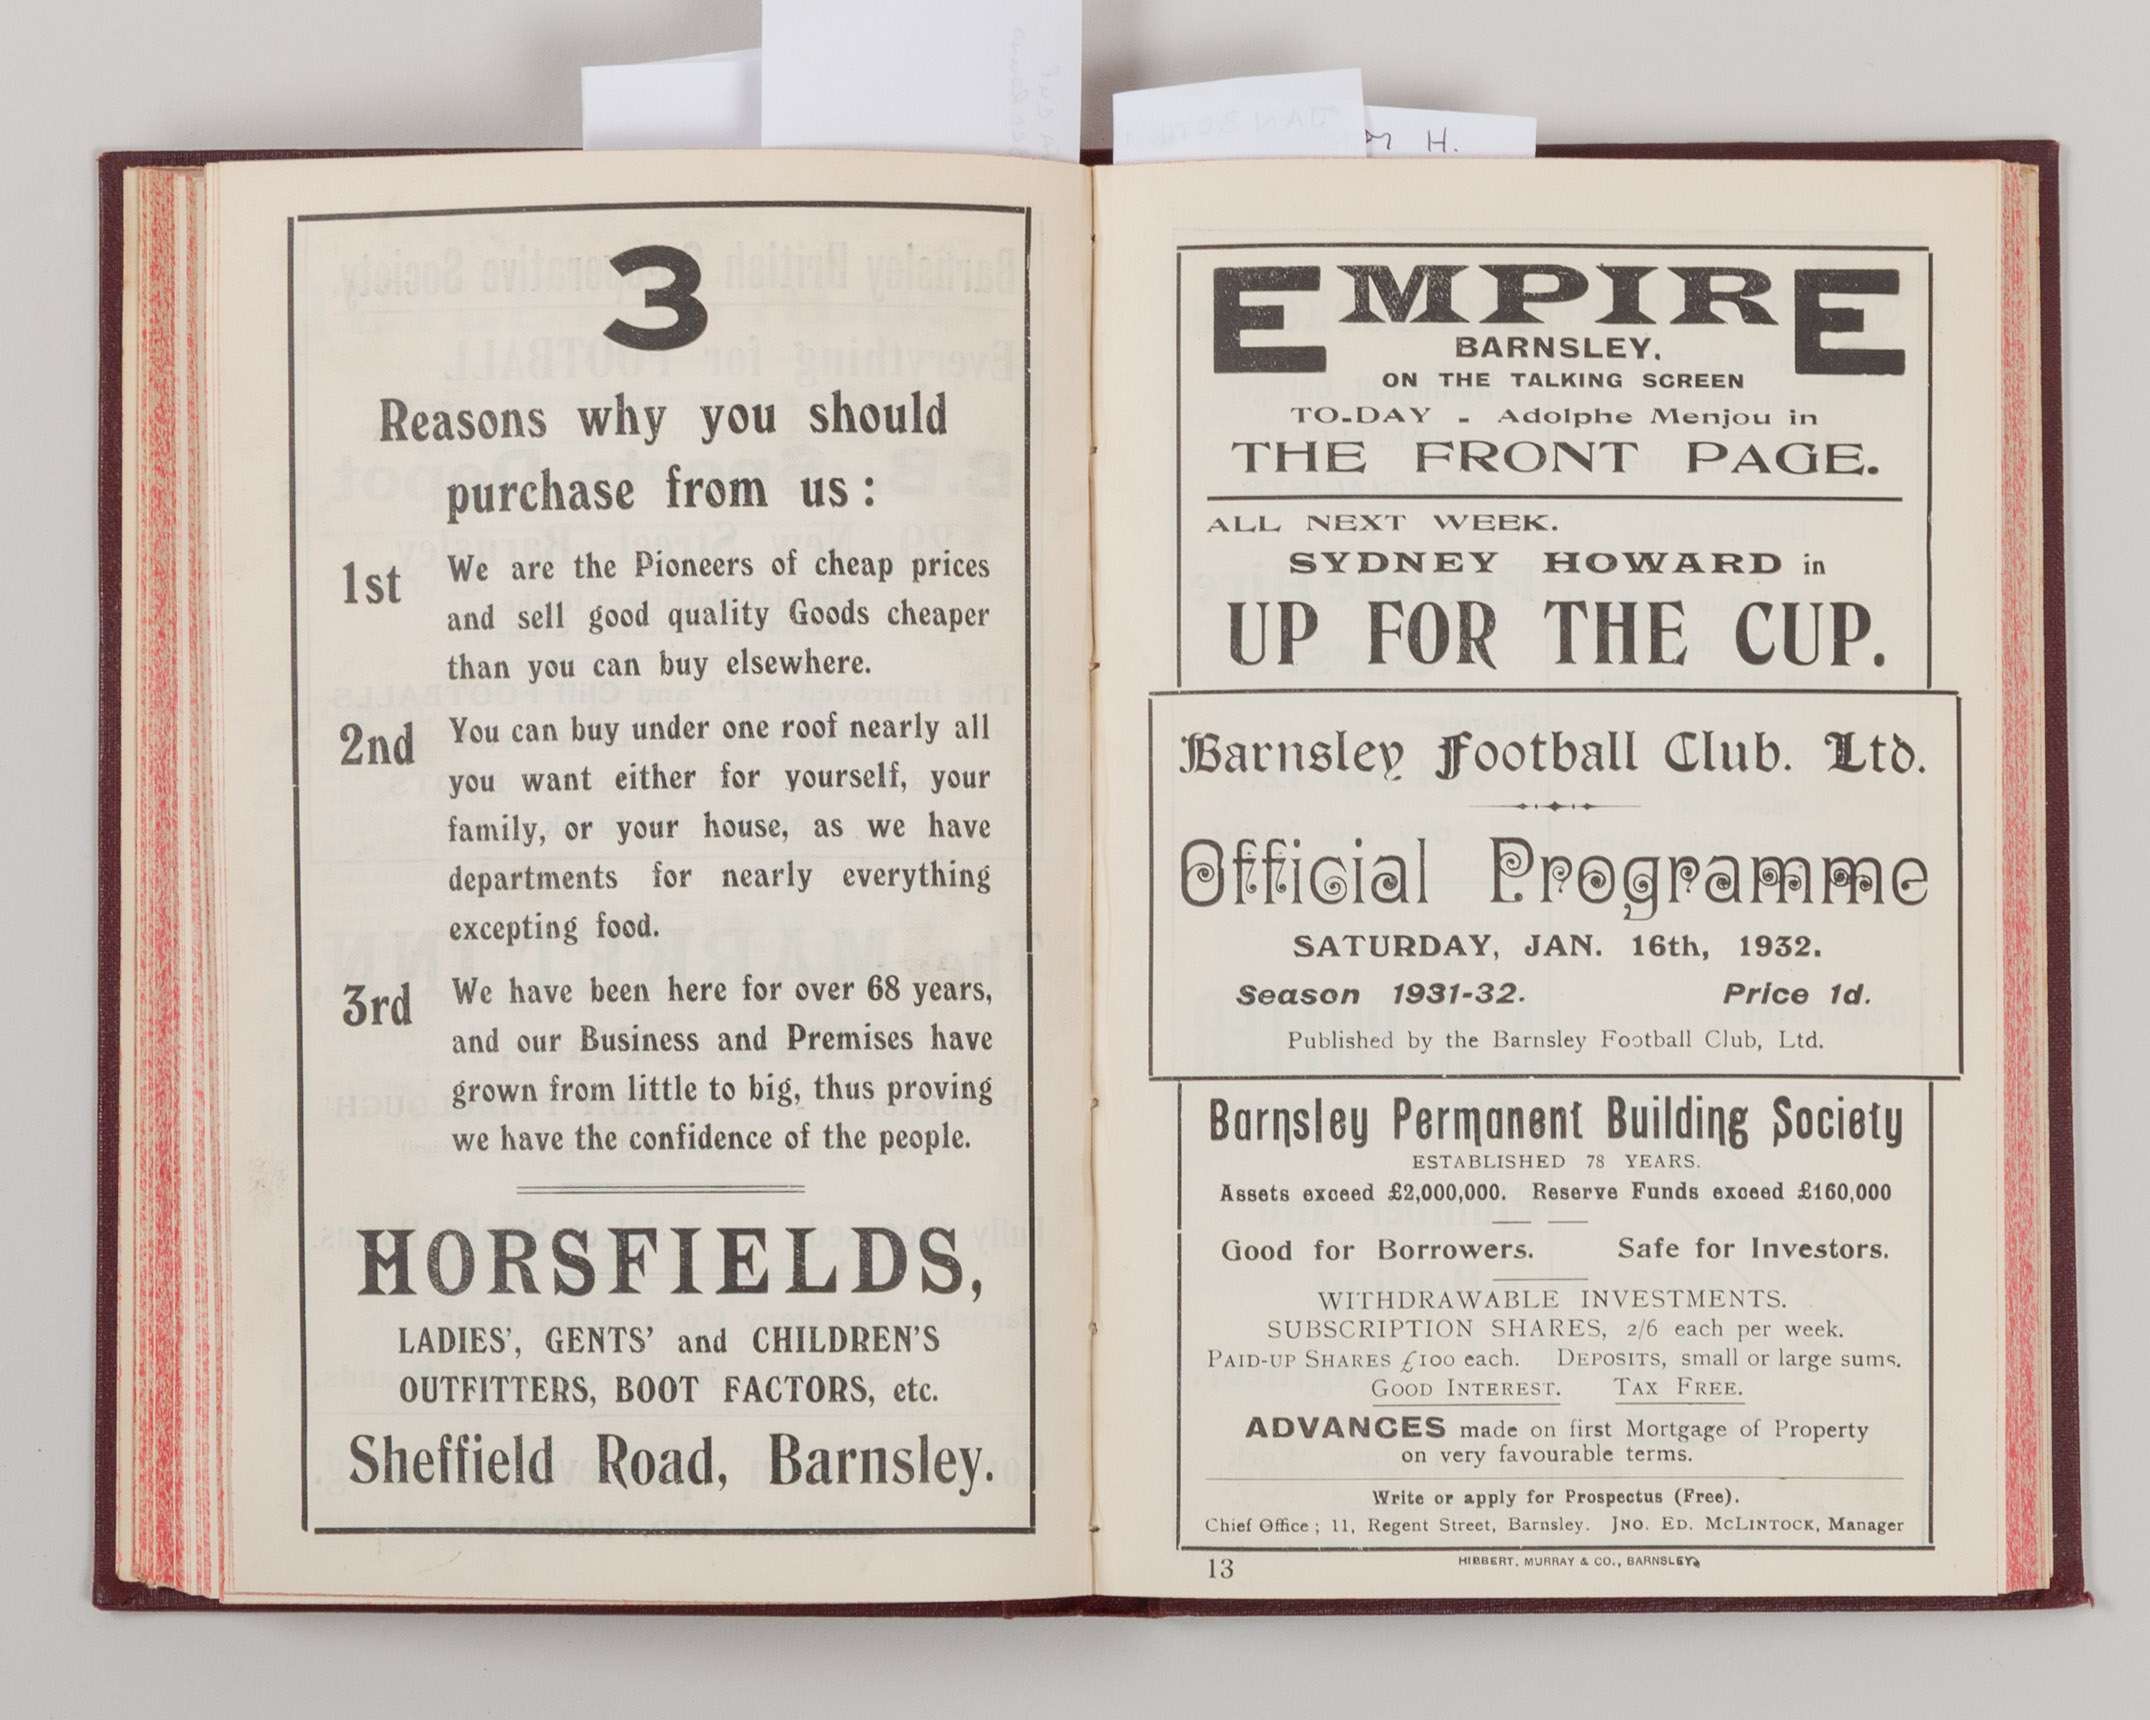 3
Reasons why you should
purchase from us :
1st We are the Pioneers of cheap prices
and sell good quality Goods cheaper
than you can buy elsewhere.
2nd You can buy under one roof nearly all
you want either for yourself, your
family, or your house, as we have
departments for nearly everything
excepting food.
3rd We have been here for over 68 years,
and our Business and Premises have
grown from little to big, thus proving
we have the confidence of the people.
HORSFIELDS,
LADIES', GENTS' and CHILDREN'S
OUTFITTERS, BOOT FACTORS, etc.
Sheffield Road, Barnsley.
H.
EMPIRE
BARNSLEY.
ON THE TALKING SCREEN
TO-DAY - Adolphe Menjou in
THE FRONT PAGE.
ALL NEXT WEEK.
SYDNEY HOWARD in
UP FOR THE CUP.
Barnsley Football Club. Ltd.
Official Programme
SATURDAY, JAN. 16th, 1932.
Season 1931-32. Price 1d.
Published by the Barnsley Football Club, Ltd.
Barnsley Permanent Building Society
ESTABLISHED 78 YEARS.
Assets exceed £2,000,000. Reserve Funds exceed £160,000
Good for Borrowers. Safe for Investors.
WITHDRAWABLE INVESTMENTS.
SUBSCRIPTION SHARES, 2/6 each per week.
PAID-UP SHARES £100 each. DEPOSITS, small or large sums.
GOOD INTEREST. TAX FREE.
ADVANCES made on first Mortgage of Property
on very favourable terms.
Write or apply for Prospectus (Free).
Chief Office ; 11, Regent Street, Barnsley. JNO. ED. MCLINTOCK, Manager
13 HIBBERT, MURRAY & CO., BARNSLEY.